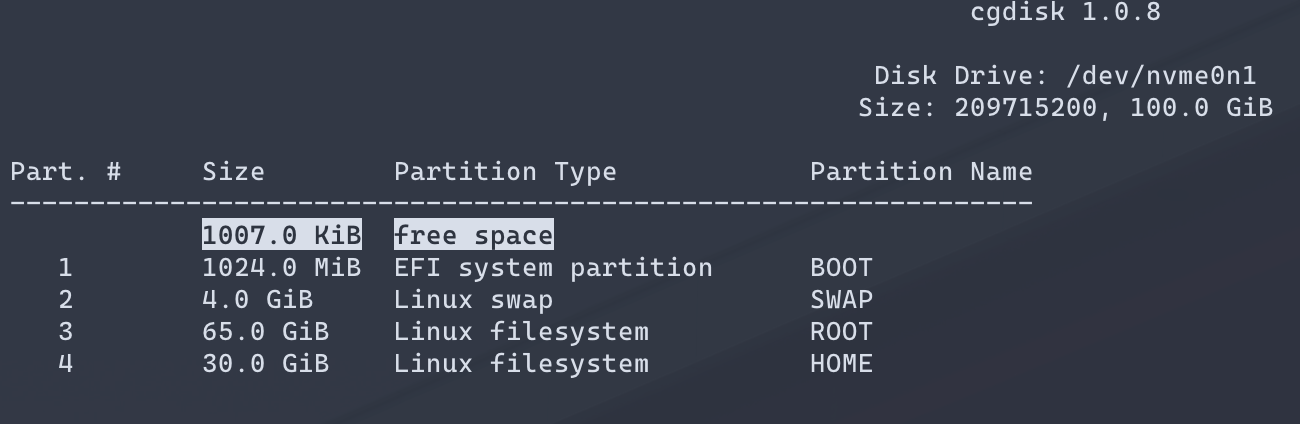 cgdisk 1.0.8
Disk Drive: /dev/nvme0n1
Size: 209715200, 100.0 GiB
Part. #     Size        Partition Type            Partition Name
----------------------------------------------------------------
            1007.0 KiB  free space
   1        1024.0 MiB  EFI system partition      BOOT
   2        4.0 GiB     Linux swap                SWAP
   3        65.0 GiB    Linux filesystem          ROOT
   4        30.0 GiB    Linux filesystem          HOME